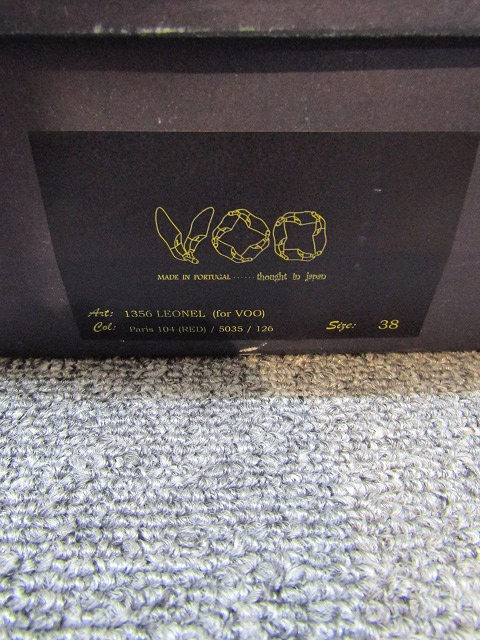 VOO
MADE IN PORTUGAL ······ thought in japan
Art: 1356 LEONEL (for VOO)
Col: Paris 104 (RED) / 5035 / 126 Size: 38